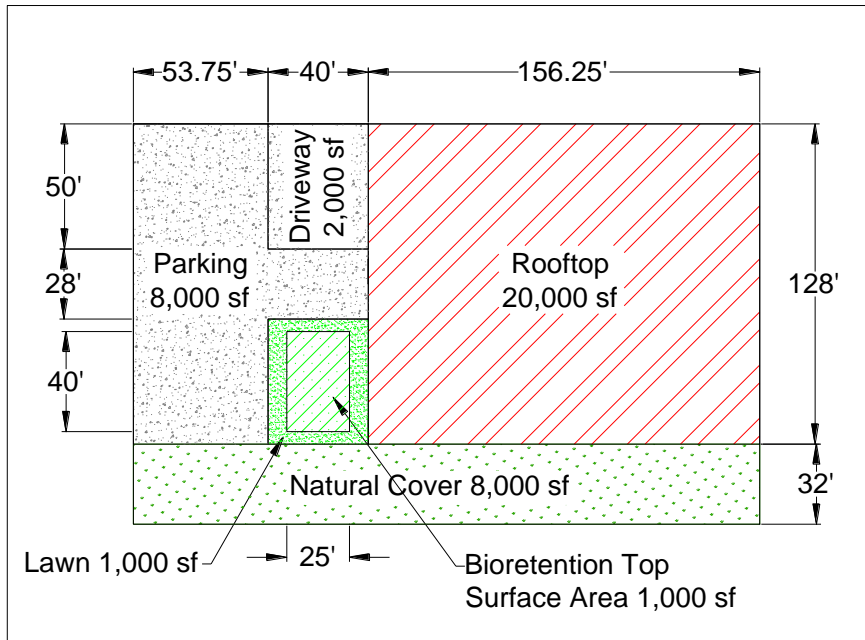 53.75'
40'
156.25'
50'
28'
40'
Driveway
2,000 sf
Parking
8,000 sf
Rooftop
20,000 sf
128'
32'
Natural Cover 8,000 sf
Lawn 1,000 sf
25'
Bioretention Top
Surface Area 1,000 sf